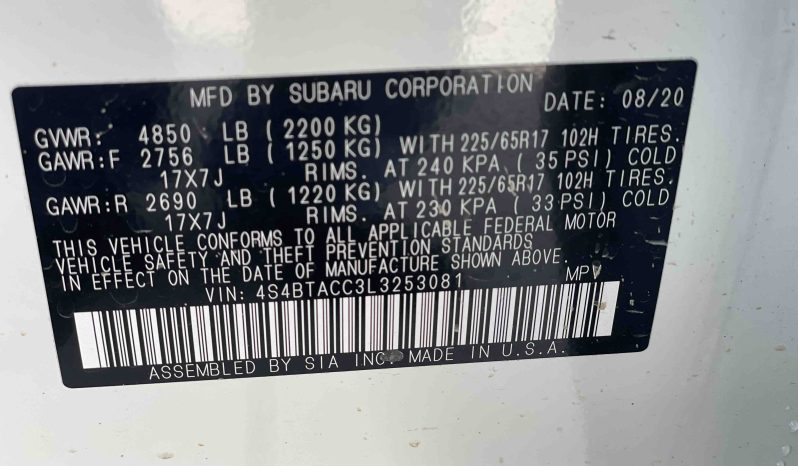 MFD BY SUBARU CORPORATION DATE: 08/20
GVWR: 4850 LB ( 2200 KG)
GAWR:F 2756 LB ( 1250 KG) WITH 225/65R17 102H TIRES.
17X7J RIMS. AT 240 KPA ( 35 PSI) COLD
GAWR:R 2690 LB ( 1220 KG) WITH 225/65R17 102H TIRES.
17X7J RIMS. AT 230 KPA ( 33 PSI) COLD
THIS VEHICLE CONFORMS TO ALL APPLICABLE FEDERAL MOTOR
VEHICLE SAFETY AND THEFT PREVENTION STANDARDS
IN EFFECT ON THE DATE OF MANUFACTURE SHOWN ABOVE.
VIN: 4S4BTACC3L3253081 MPV
ASSEMBLED BY SIA INC. MADE IN U.S.A.